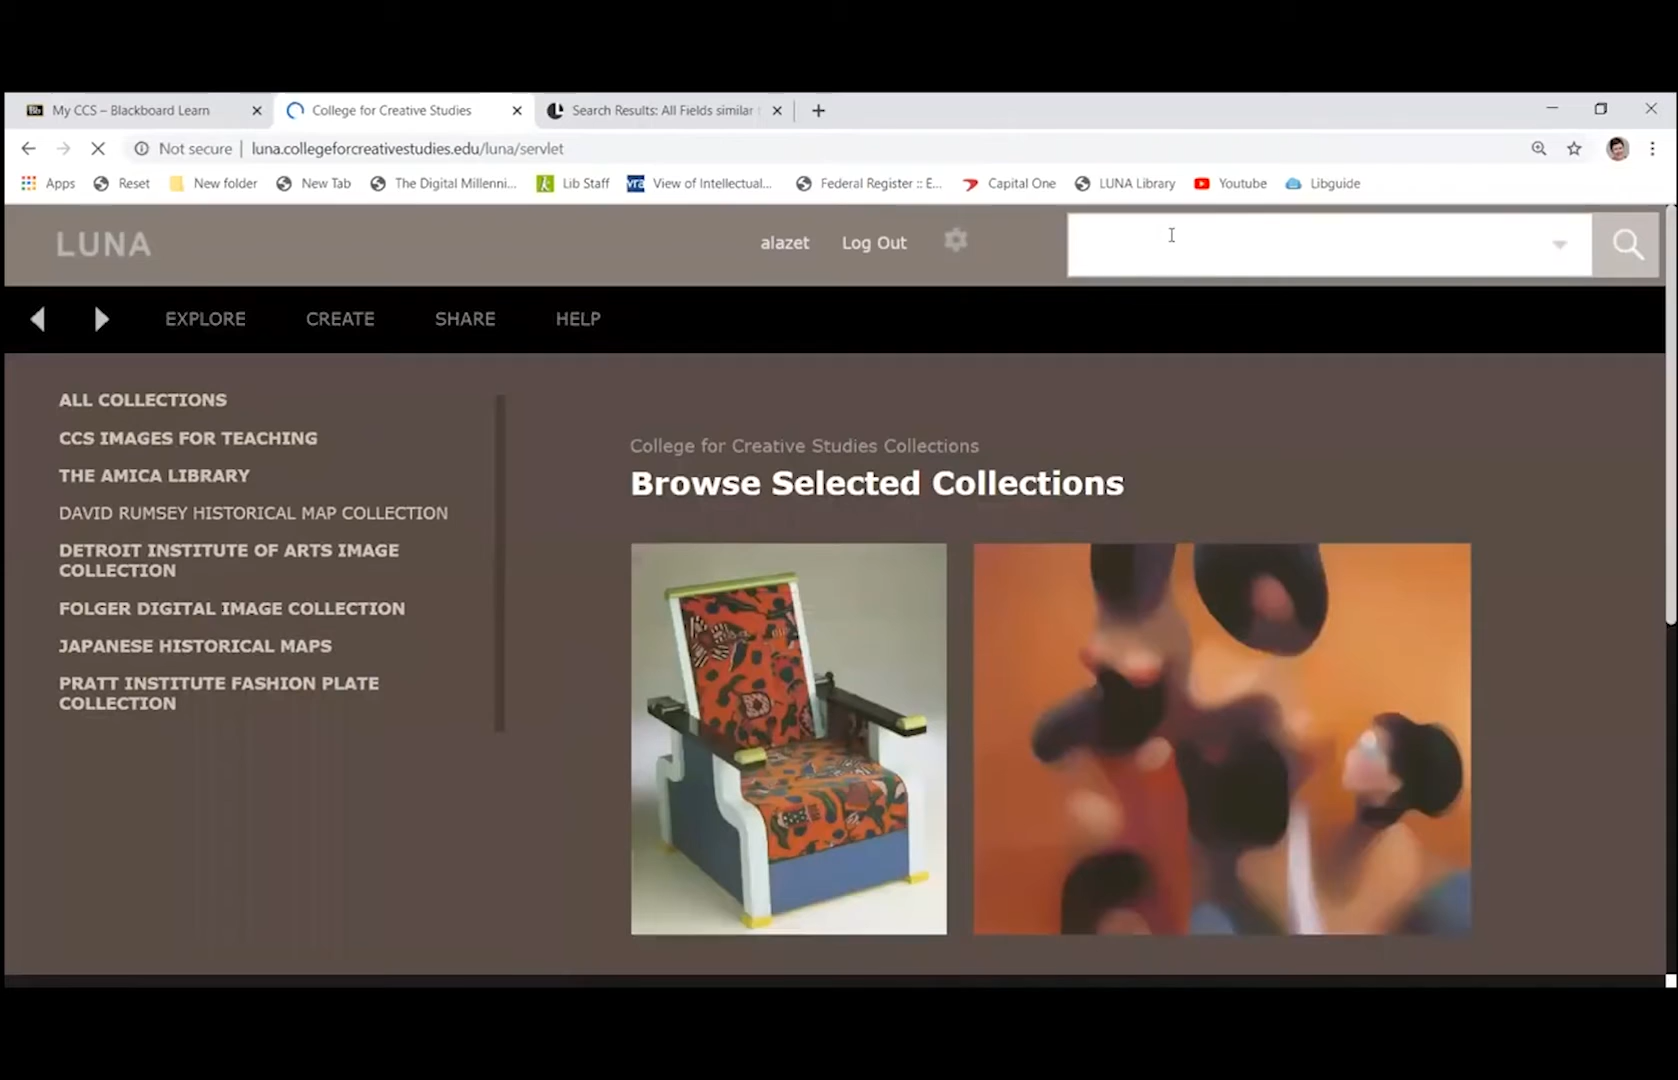 My CCS – Blackboard Learn
College for Creative Studies
Search Results: All Fields similar
Not secure | luna.collegeforcreativestudies.edu/luna/servlet
Apps
Reset
New folder
New Tab
The Digital Millenni...
Lib Staff
vra
View of Intellectual...
Federal Register :: E...
Capital One
LUNA Library
Youtube
Libguide
LUNA
alazet
Log Out
EXPLORE
CREATE
SHARE
HELP
ALL COLLECTIONS
CCS IMAGES FOR TEACHING
THE AMICA LIBRARY
DAVID RUMSEY HISTORICAL MAP COLLECTION
DETROIT INSTITUTE OF ARTS IMAGE
COLLECTION
FOLGER DIGITAL IMAGE COLLECTION
JAPANESE HISTORICAL MAPS
PRATT INSTITUTE FASHION PLATE
COLLECTION
College for Creative Studies Collections
Browse Selected Collections